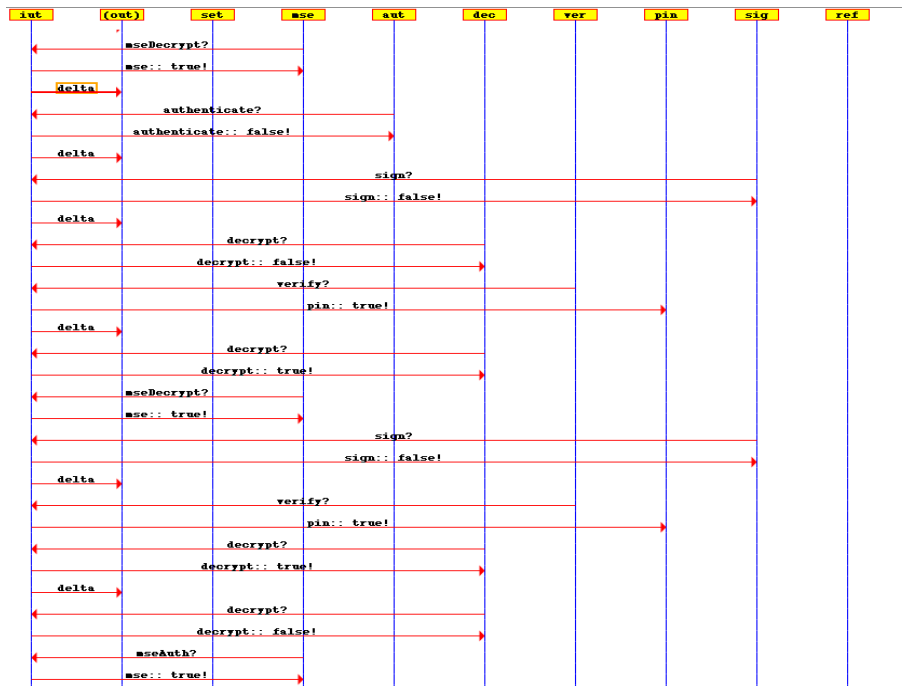 iut (out) set mse aut dec ver pin sig ref
mseDecrypt?
mse:: true!
delta
authenticate?
authenticate:: false!
delta
sign?
sign:: false!
delta
decrypt?
decrypt:: false!
verify?
pin:: true!
delta
decrypt?
decrypt:: true!
mseDecrypt?
mse:: true!
sign?
sign:: false!
delta
verify?
pin:: true!
decrypt?
decrypt:: true!
delta
decrypt?
decrypt:: false!
mseAuth?
mse:: true!